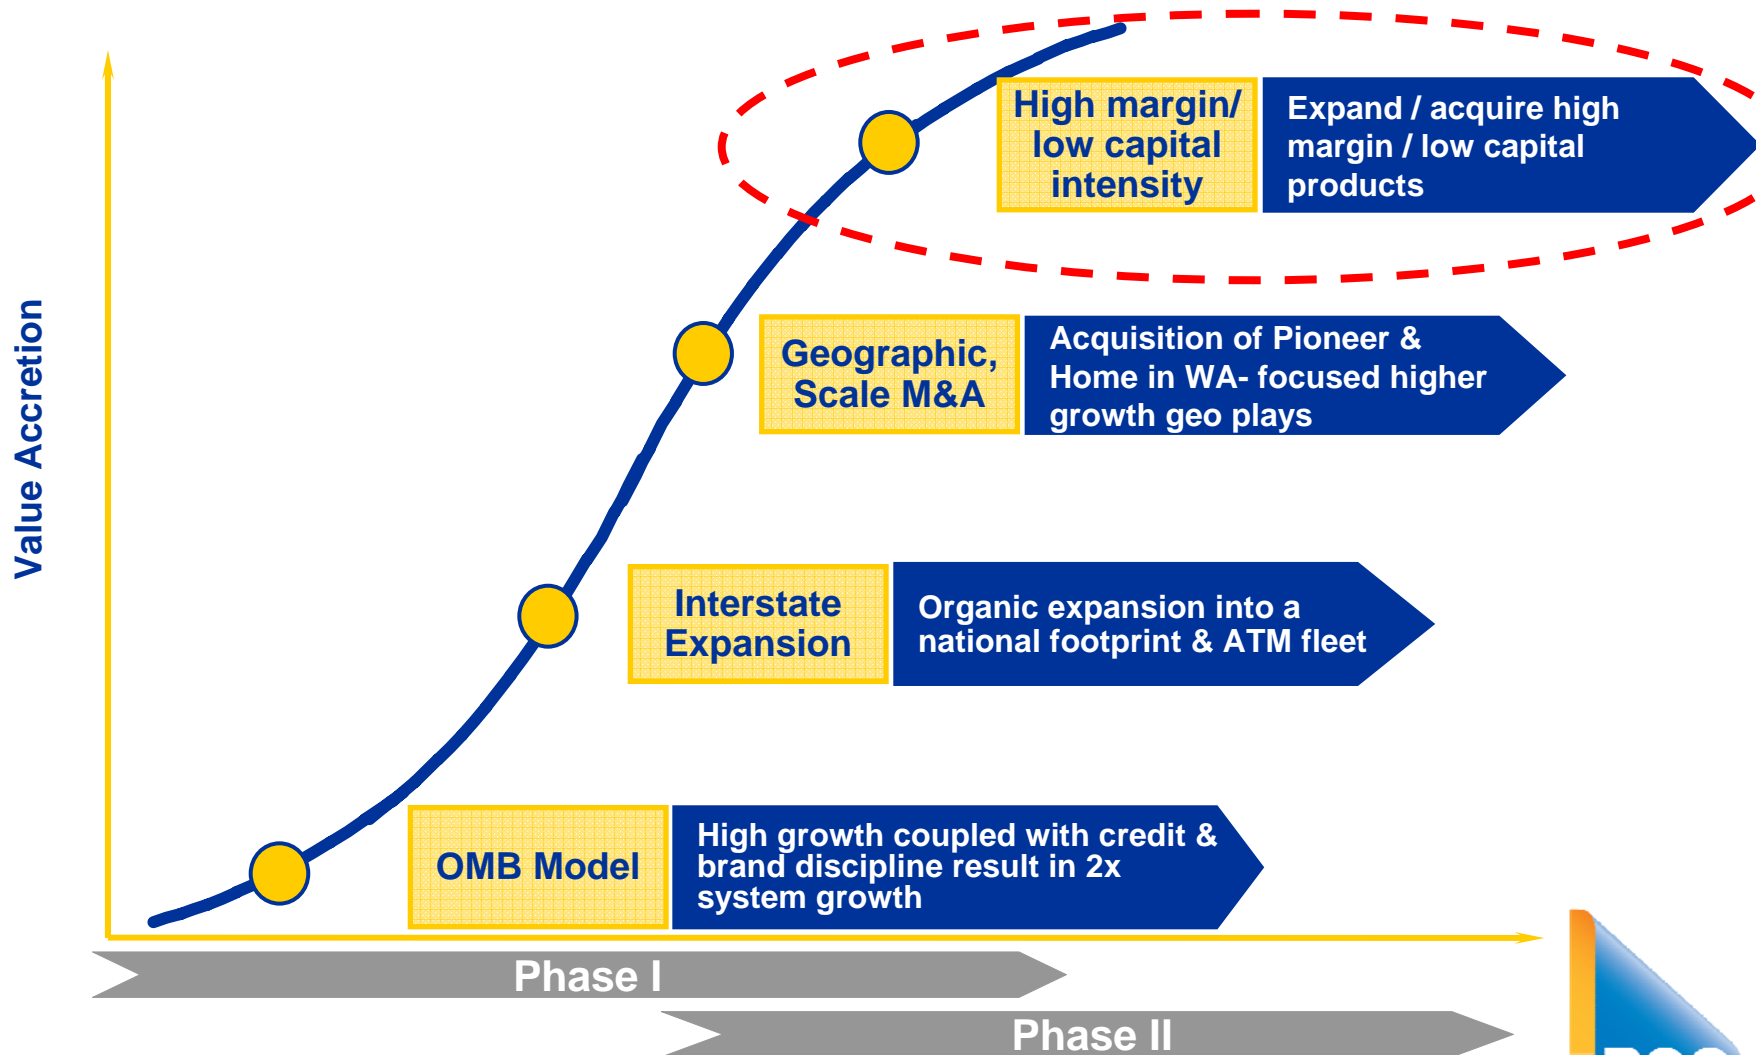 High margin/
low capital
intensity
Expand / acquire high
margin / low capital
products
Value Accretion
Geographic,
Scale M&A
Acquisition of Pioneer &
Home in WA- focused higher
growth geo plays
Interstate
Expansion
Organic expansion into a
national footprint & ATM fleet
OMB Model
High growth coupled with credit &
brand discipline result in 2x
system growth
Phase I
Phase II